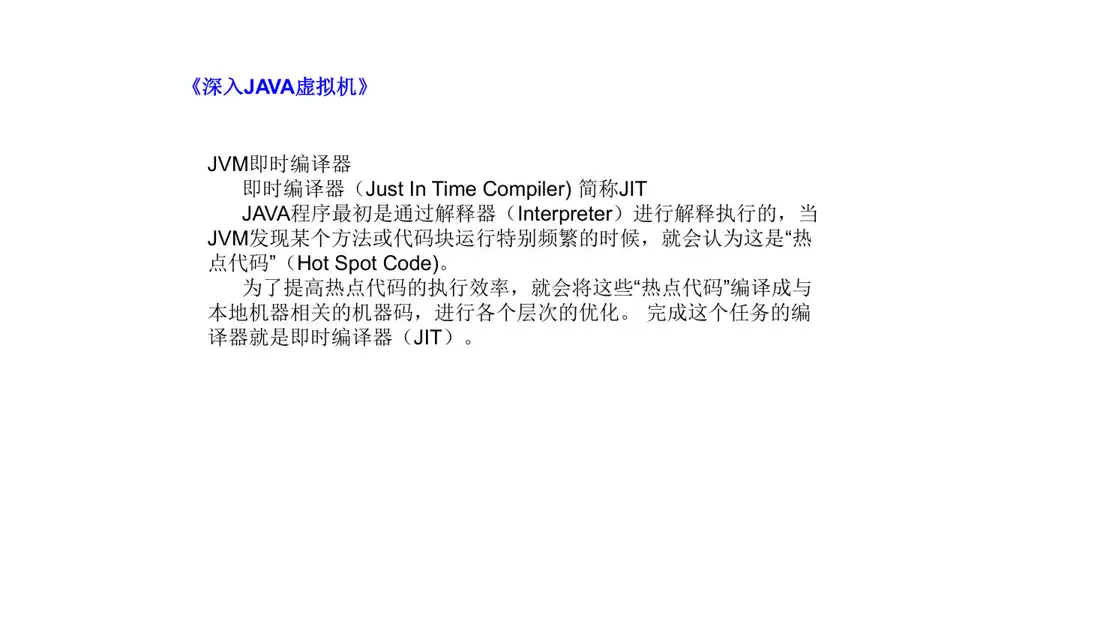 《深入JAVA虚拟机》
JVM即时编译器
即时编译器（Just In Time Compiler) 简称JIT
JAVA程序最初是通过解释器（Interpreter）进行解释执行的，当
JVM发现某个方法或代码块运行特别频繁的时候，就会认为这是“热
点代码”（Hot Spot Code)。
为了提高热点代码的执行效率，就会将这些“热点代码”编译成与
本地机器相关的机器码，进行各个层次的优化。 完成这个任务的编
译器就是即时编译器（JIT）。